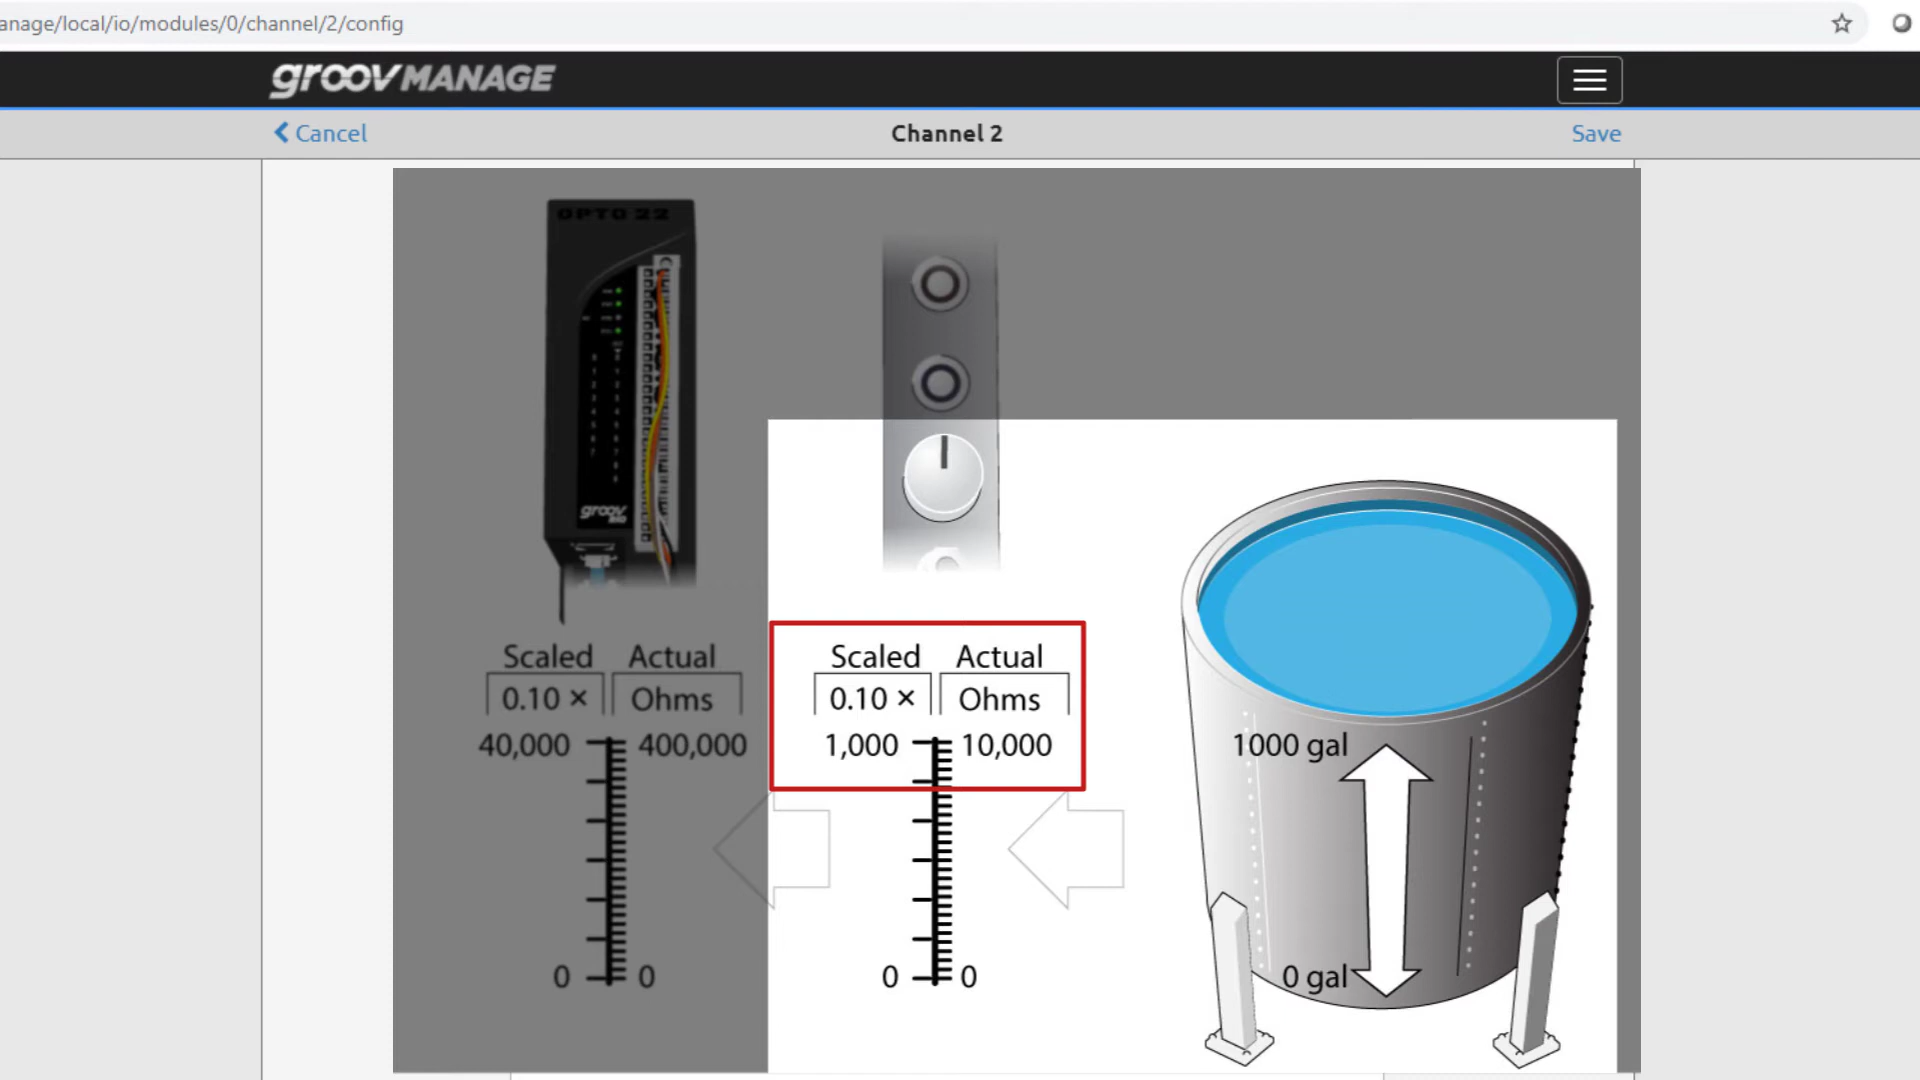 anage/local/io/modules/0/channel/2/config
groovMANAGE
Cancel
Channel 2
Save
OPTO 22
groov
RIO
Scaled Actual
0.10 × Ohms
40,000 400,000
0 0
Scaled Actual
0.10 × Ohms
1,000 10,000
0 0
1000 gal
0 gal